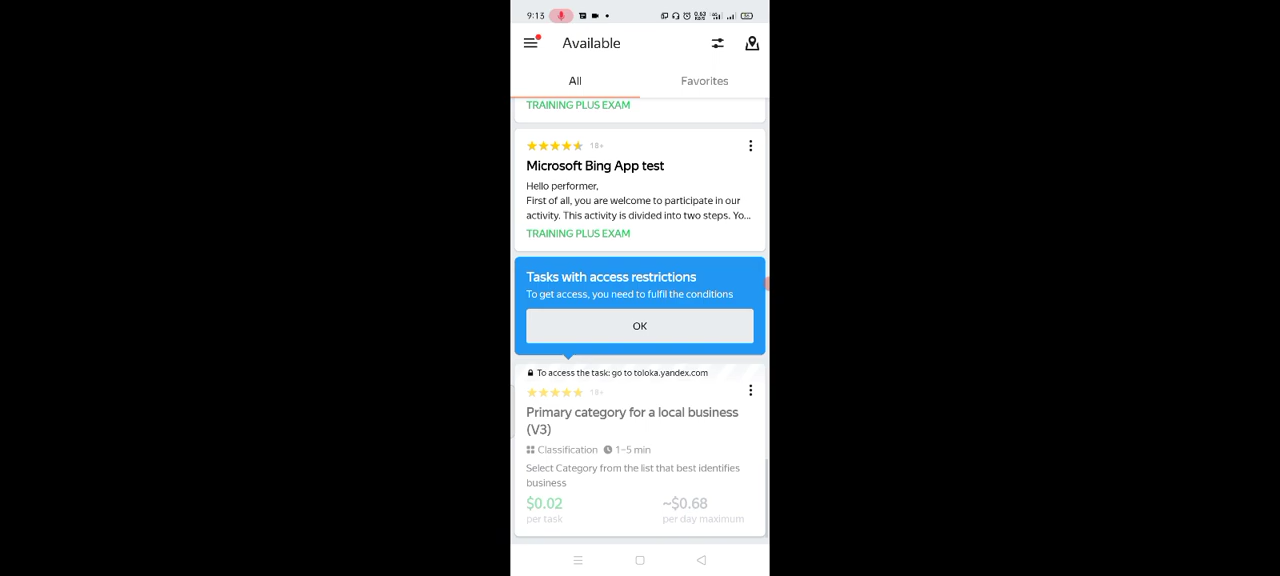 9:13
Available
All
Favorites
TRAINING PLUS EXAM
18+
Microsoft Bing App test
Hello performer,
First of all, you are welcome to participate in our
activity. This activity is divided into two steps. Yo...
TRAINING PLUS EXAM
Tasks with access restrictions
To get access, you need to fulfil the conditions
OK
To access the task: go to toloka.yandex.com
18+
Primary category for a local business
(V3)
Classification 1–5 min
Select Category from the list that best identifies
business
$0.02 ~$0.68
per task per day maximum